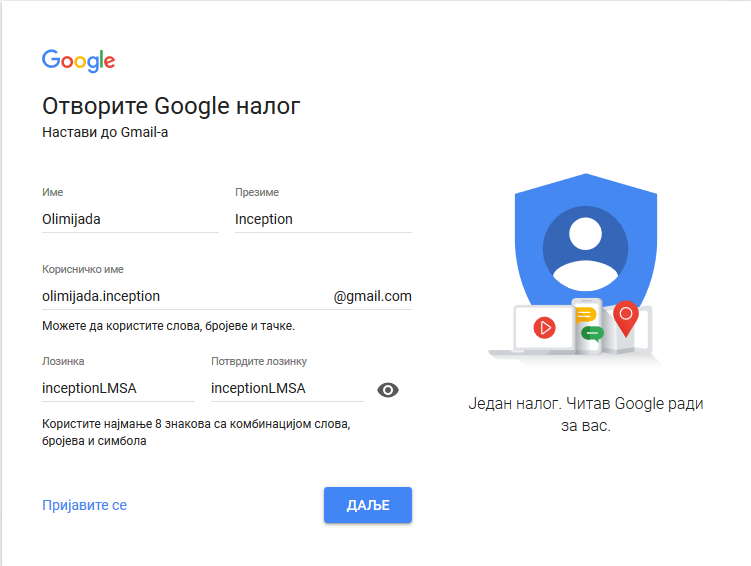 Google
Отворите Google налог
Настави до Gmail-а
Име Презиме
Olimijada Inception
Корисничко име
olimijada.inception @gmail.com
Можете да користите слова, бројеве и тачке.
Лозинка Потврдите лозинку
inceptionLMSA inceptionLMSA
Користите најмање 8 знакова са комбинацијом слова,
бројева и симбола
Пријавите се ДАЉЕ
Један налог. Читав Google ради
за вас.